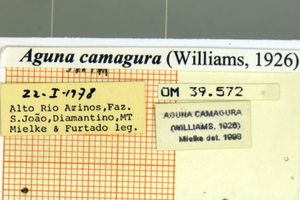 Aguna camagura (Williams, 1926)
22-I-1978
Alto Rio Arinos, Faz.
S.João, Diamantino, MT
Mielke & Furtado leg.
OM 39.572
AGUNA CAMAGURA
(WILLIAMS, 1926)
Mielke det. 1998